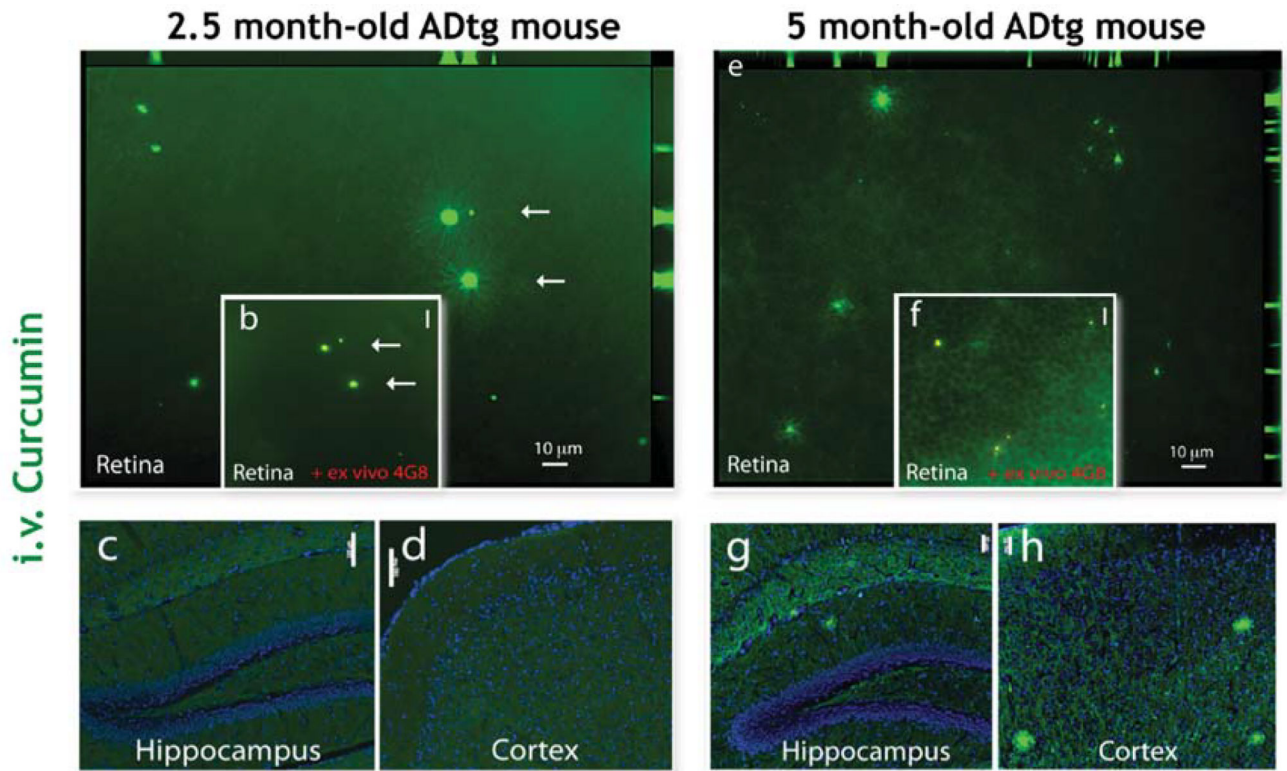 2.5 month-old ADtg mouse
5 month-old ADtg mouse
i.v. Curcumin
b
Retina
Retina + ex vivo 4G8
10 µm
e
f
Retina
+ ex vivo 4G8
10 µm
c
Hippocampus
d
Cortex
g
Hippocampus
h
Cortex